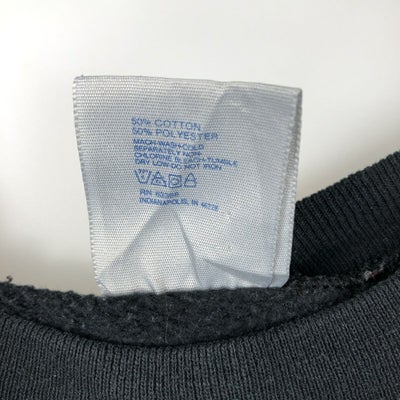 50% COTTON
50% POLYESTER
MACH-WASH-COLD
SEPARATELY NON-
CHLORINE BLEACH-TUMBLE
DRY LOW-DO NOT IRON
RN
INDIANAPOLIS, IN